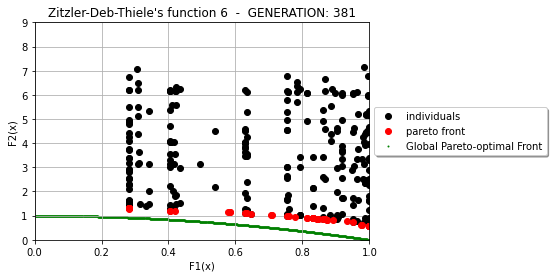 Zitzler-Deb-Thiele's function 6 - GENERATION: 381
9
8
7
6
5
4
3
2
1
0
F2(x)
0.0 0.2 0.4 0.6 0.8 1.0
F1(x)
individuals
pareto front
Global Pareto-optimal Front